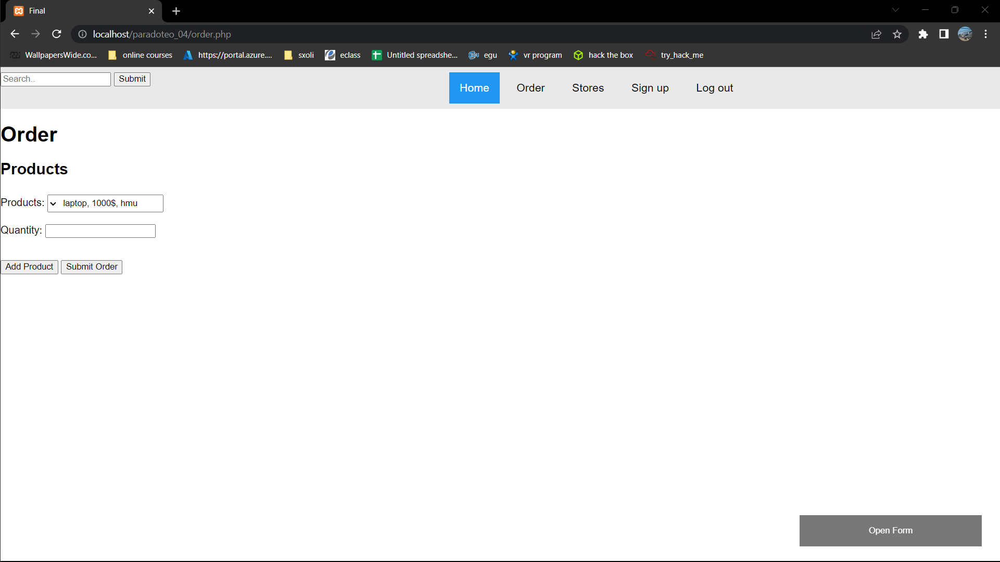 Final
localhost/paradoteo_04/order.php
WallpapersWide.co... online courses https://portal.azure.... sxoli eclass Untitled spreadshe... egu vr program hack the box try_hack_me
Search.. Submit Home Order Stores Sign up Log out
Order
Products
Products: laptop, 1000$, hmu
Quantity:
Add Product Submit Order
Open Form